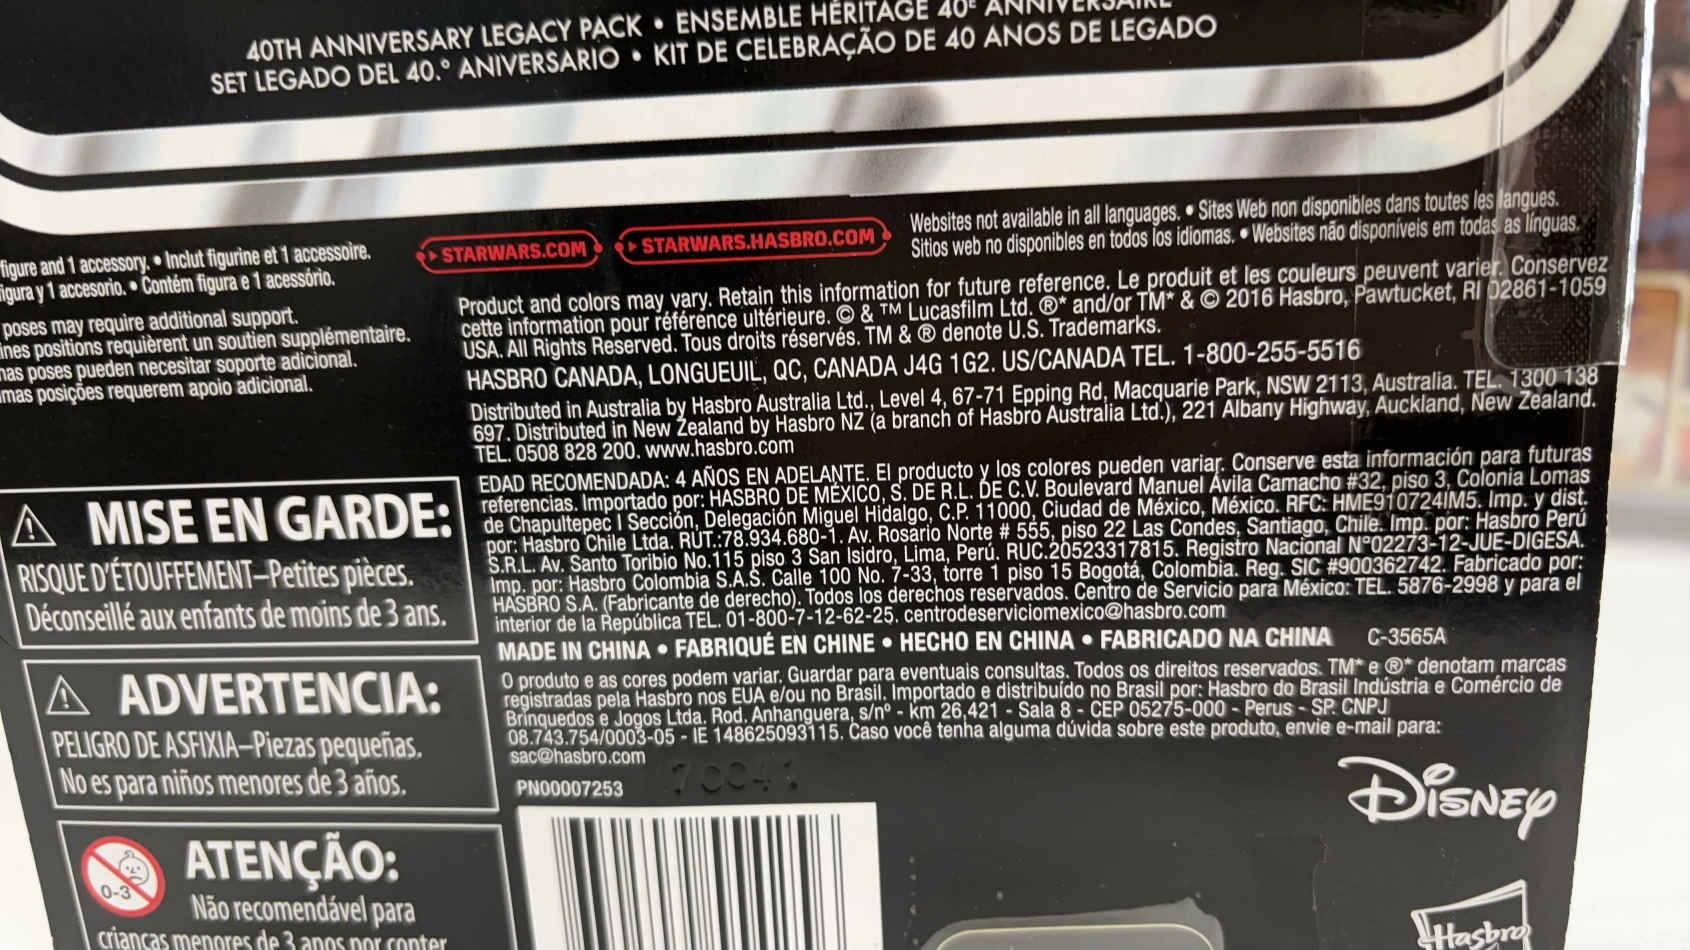 40TH ANNIVERSARY LEGACY PACK • ENSEMBLE HÉRITAGE 40E ANNIVERSAIRE
SET LEGADO DEL 40.° ANIVERSARIO • KIT DE CELEBRAÇÃO DE 40 ANOS DE LEGADO
figure and 1 accessory. • Inclut figurine et 1 accessoire.
figura y 1 accesorio. • Contém figura e 1 acessório.
poses may require additional support.
positions requièrent un soutien supplémentaire.
poses pueden necesitar soporte adicional.
posições requerem apoio adicional.
STARWARS.COM
STARWARS.HASBRO.COM
Websites not available in all languages. • Sites Web non disponibles dans toutes les langues.
Sitios web no disponibles en todos los idiomas. • Websites não disponíveis em todas as línguas.
Product and colors may vary. Retain this information for future reference. Le produit et les couleurs peuvent varier. Conservez
cette information pour référence ultérieure. © & TM Lucasfilm Ltd. ®* and/or TM* & © 2016 Hasbro, Pawtucket, RI 02861-1059
USA. All Rights Reserved. Tous droits réservés. TM & ® denote U.S. Trademarks.
HASBRO CANADA, LONGUEUIL, QC, CANADA J4G 1G2. US/CANADA TEL. 1-800-255-5516
Distributed in Australia by Hasbro Australia Ltd., Level 4, 67-71 Epping Rd, Macquarie Park, NSW 2113, Australia. TEL. 1300 138
697. Distributed in New Zealand by Hasbro NZ (a branch of Hasbro Australia Ltd.), 221 Albany Highway, Auckland, New Zealand.
TEL. 0508 828 200. www.hasbro.com
EDAD RECOMENDADA: 4 AÑOS EN ADELANTE. El producto y los colores pueden variar. Conserve esta información para futuras
referencias. Importado por: HASBRO DE MÉXICO, S. DE R.L. DE C.V. Boulevard Manuel Ávila Camacho #32, piso 3, Colonia Lomas
de Chapultepec I Sección, Delegación Miguel Hidalgo, C.P. 11000, Ciudad de México, México. RFC: HME910724IM5. Imp. y dist.
por: Hasbro Chile Ltda. RUT.:78.934.680-1. Av. Rosario Norte # 555, piso 22 Las Condes, Santiago, Chile. Imp. por: Hasbro Perú
S.R.L. Av. Santo Toribio No.115 piso 3 San Isidro, Lima, Perú. RUC.20523317815. Registro Nacional N°02273-12-JUE-DIGESA.
Imp. por: Hasbro Colombia S.A.S. Calle 100 No. 7-33, torre 1 piso 15 Bogotá, Colombia. Reg. SIC #900362742. Fabricado por:
HASBRO S.A. (Fabricante de derecho). Todos los derechos reservados. Centro de Servicio para México: TEL. 5876-2998 y para el
interior de la República TEL. 01-800-7-12-62-25, centrodeserviciomexico@hasbro.com
MADE IN CHINA • FABRIQUÉ EN CHINE • HECHO EN CHINA • FABRICADO NA CHINA C-3565A
O produto e as cores podem variar. Guardar para eventuais consultas. Todos os direitos reservados. TM* e ®* denotam marcas
registradas pela Hasbro nos EUA e/ou no Brasil. Importado e distribuído no Brasil por: Hasbro do Brasil Indústria e Comércio de
Brinquedos e Jogos Ltda. Rod. Anhanguera, s/nº - km 26,421 - Sala 8 - CEP 05275-000 - Perus - SP. CNPJ
08.743.754/0003-05 - IE 148625093115. Caso você tenha alguma dúvida sobre este produto, envie e-mail para:
sac@hasbro.com
PN00007253
MISE EN GARDE:
RISQUE D'ÉTOUFFEMENT–Petites pièces.
Déconseillé aux enfants de moins de 3 ans.
ADVERTENCIA:
PELIGRO DE ASFIXIA–Piezas pequeñas.
No es para niños menores de 3 años.
0-3
ATENÇÃO:
Não recomendável para
crianças menores de 3 anos por conter
DISNEY
Hasbro